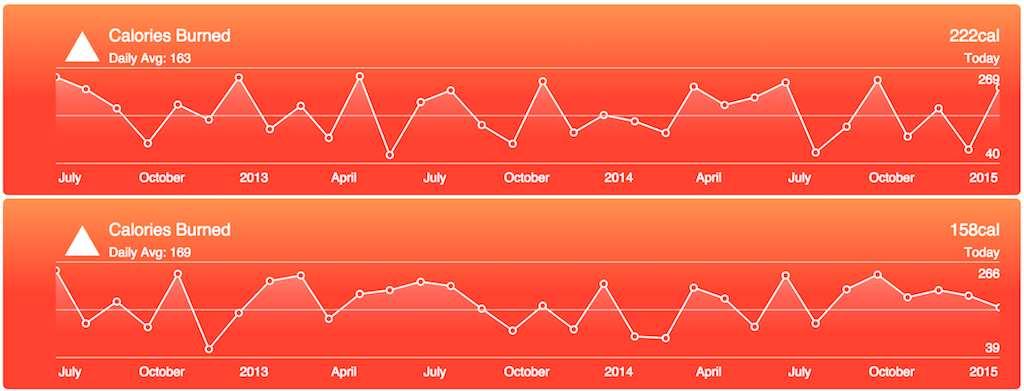 Calories Burned 222cal
Daily Avg: 163 Today
269
40
July October 2013 April July October 2014 April July October 2015
Calories Burned 158cal
Daily Avg: 169 Today
266
39
July October 2013 April July October 2014 April July October 2015